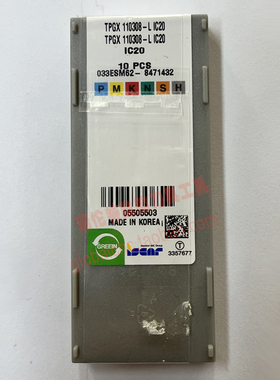 TPGX 110308-L IC20
TPGX 110308-L IC20
IC20
10 PCS
033ESM62- 8471432
P M K N S H
05505503
MADE IN KOREA
GREEN
ISCAR
T
3357677